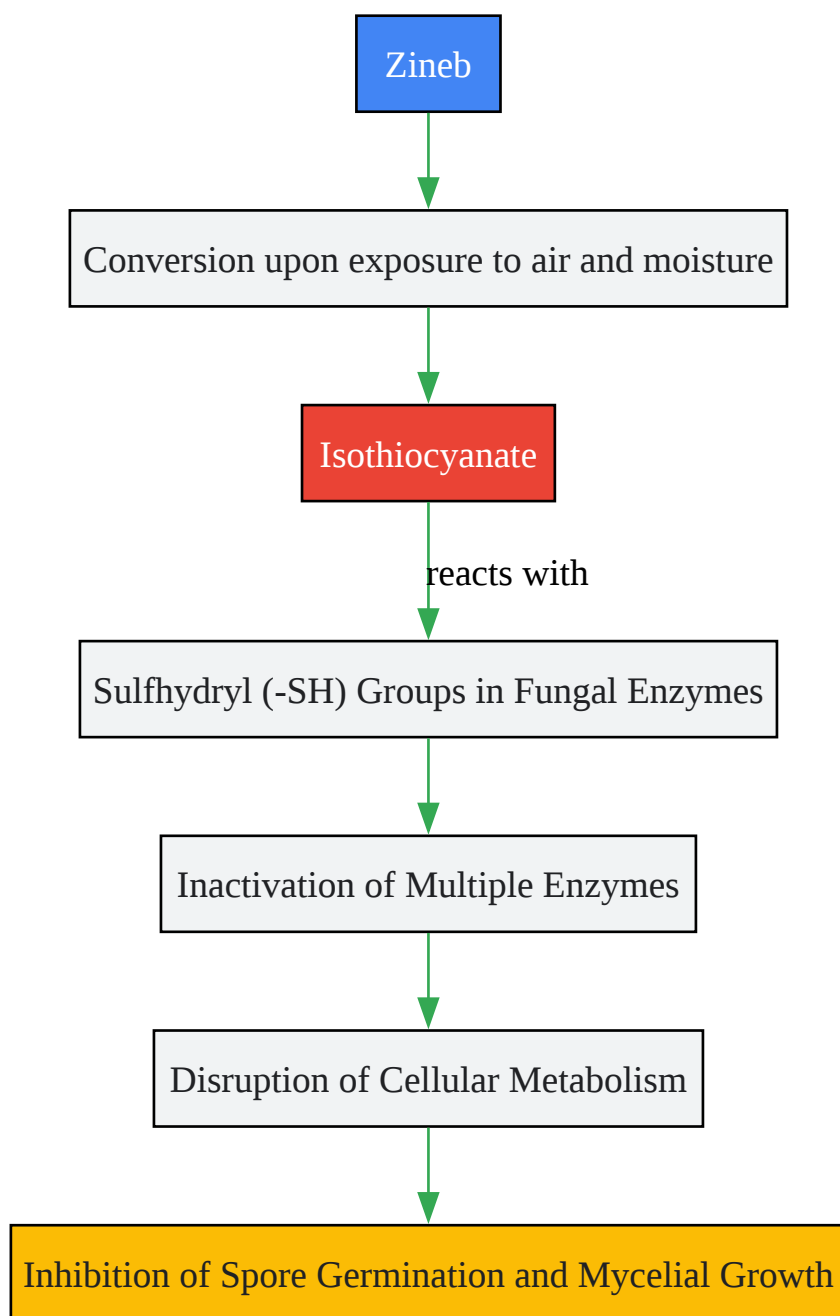 Zineb
Conversion upon exposure to air and moisture
Isothiocyanate
reacts with
Sulfhydryl (-SH) Groups in Fungal Enzymes
Inactivation of Multiple Enzymes
Disruption of Cellular Metabolism
Inhibition of Spore Germination and Mycelial Growth